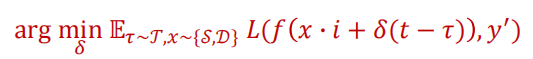 arg min_δ 𝔼_{τ∼𝒯,x∼{𝒮,𝒟}} L(f(x · i + δ(t − τ)), y′)